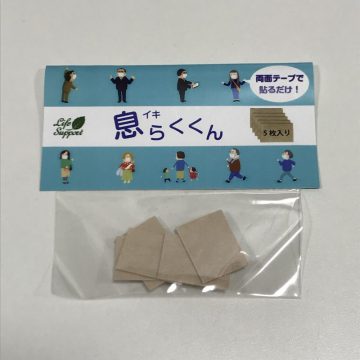 両面テープで
貼るだけ！
Life
Support
イキ
息らくくん
5枚入り